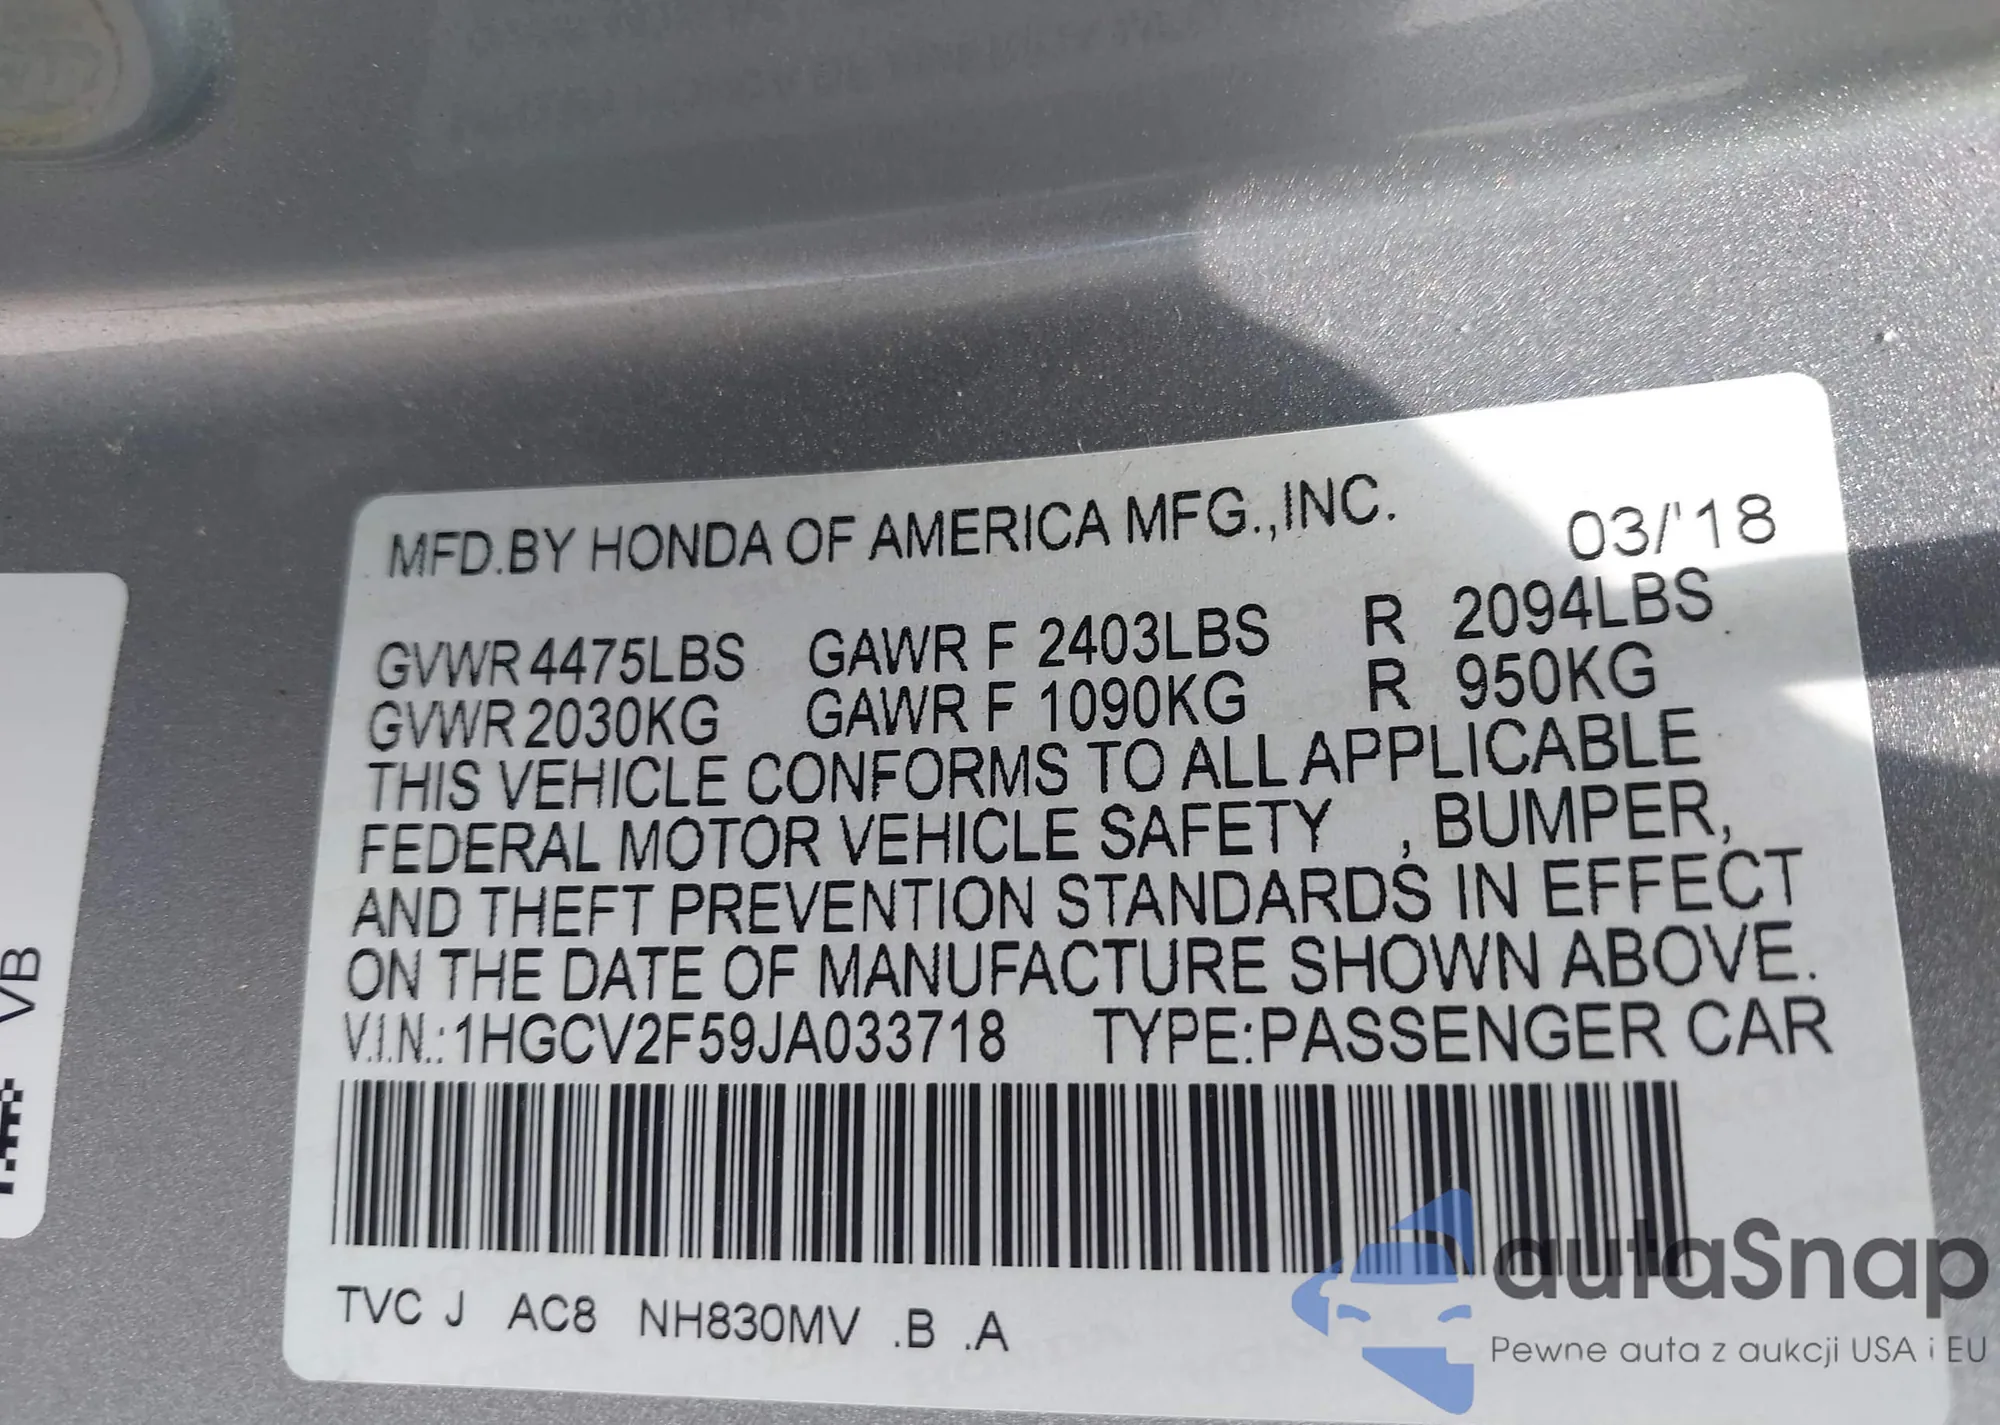 MFD.BY HONDA OF AMERICA MFG.,INC. 03/'18
GVWR 4475LBS GAWR F 2403LBS R 2094LBS
GVWR 2030KG GAWR F 1090KG R 950KG
THIS VEHICLE CONFORMS TO ALL APPLICABLE
FEDERAL MOTOR VEHICLE SAFETY , BUMPER,
AND THEFT PREVENTION STANDARDS IN EFFECT
ON THE DATE OF MANUFACTURE SHOWN ABOVE.
V.I.N.:1HGCV2F59JA033718 TYPE:PASSENGER CAR
TVC J AC8 NH830MV .B .A
VB
autaSnap
Pewne auta z aukcji USA i EU